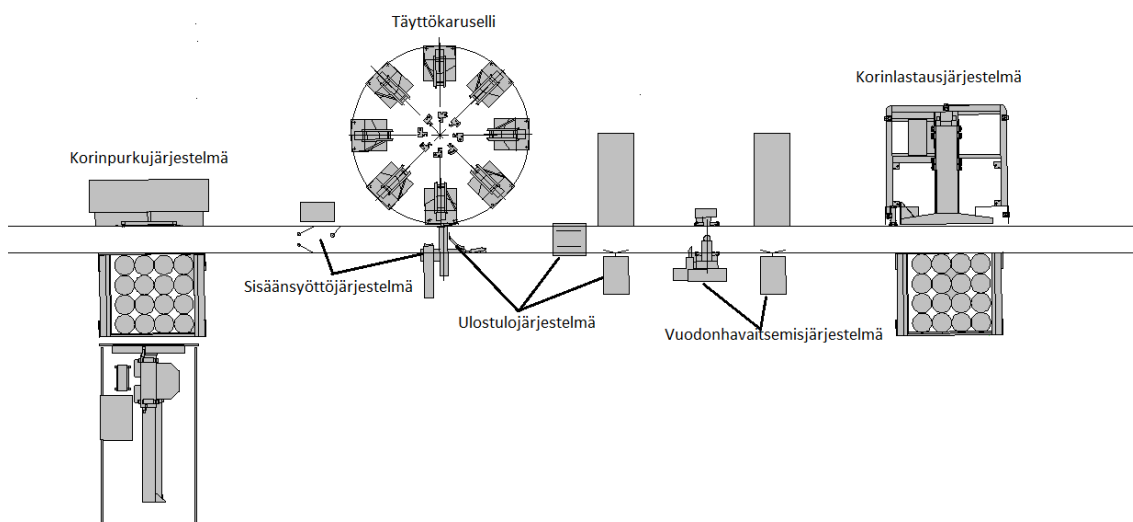 Täyttökaruselli
Korinlastausjärjestelmä
Korinpurkujärjestelmä
Sisäänsyöttöjärjestelmä
Ulostulojärjestelmä
Vuodonhavaitsemisjärjestelmä